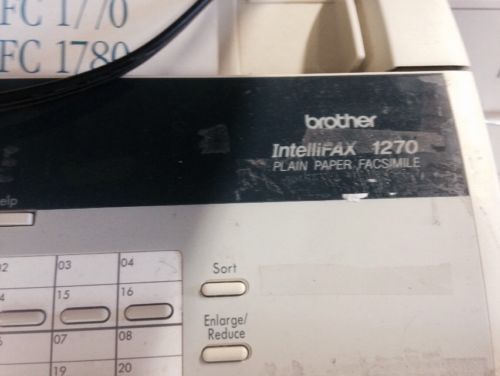 FC 1770
FC 1780
brother
IntelliFAX 1270
PLAIN PAPER FACSIMILE
elp
02 03 04
14 15 16
Sort
07 08
Enlarge/
Reduce
19 20